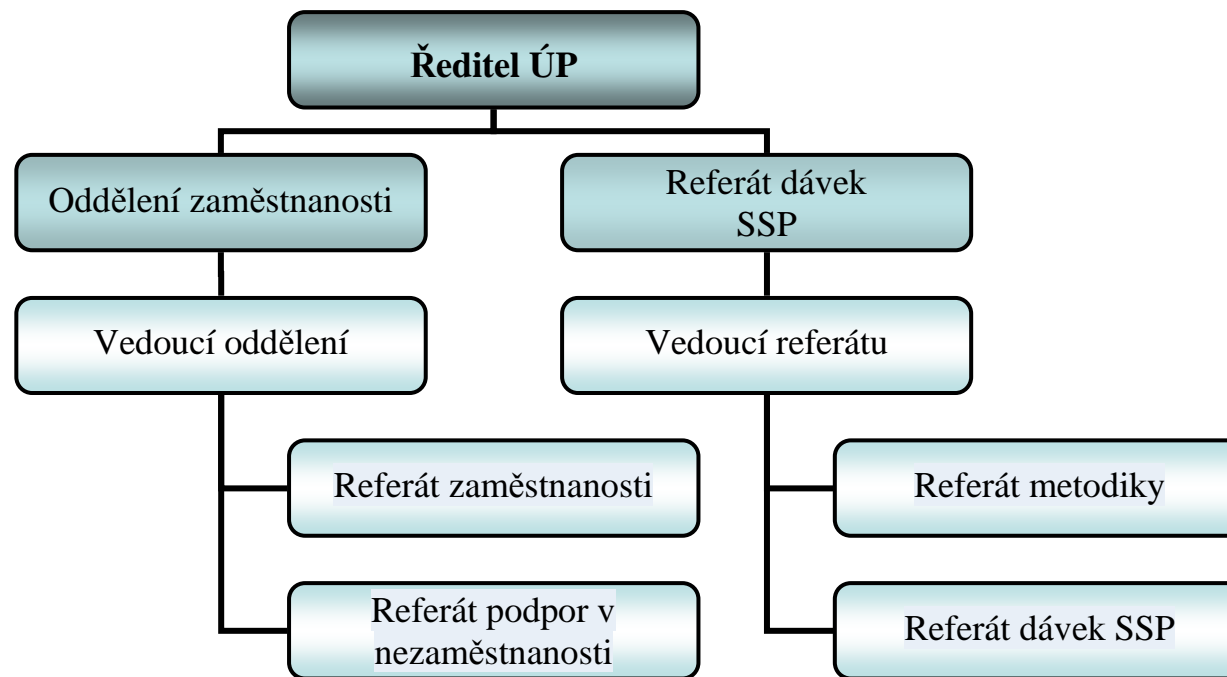 Ředitel ÚP
Oddělení zaměstnanosti
Referát dávek
SSP
Vedoucí oddělení
Vedoucí referátu
Referát zaměstnanosti
Referát metodiky
Referát podpor v
nezaměstnanosti
Referát dávek SSP